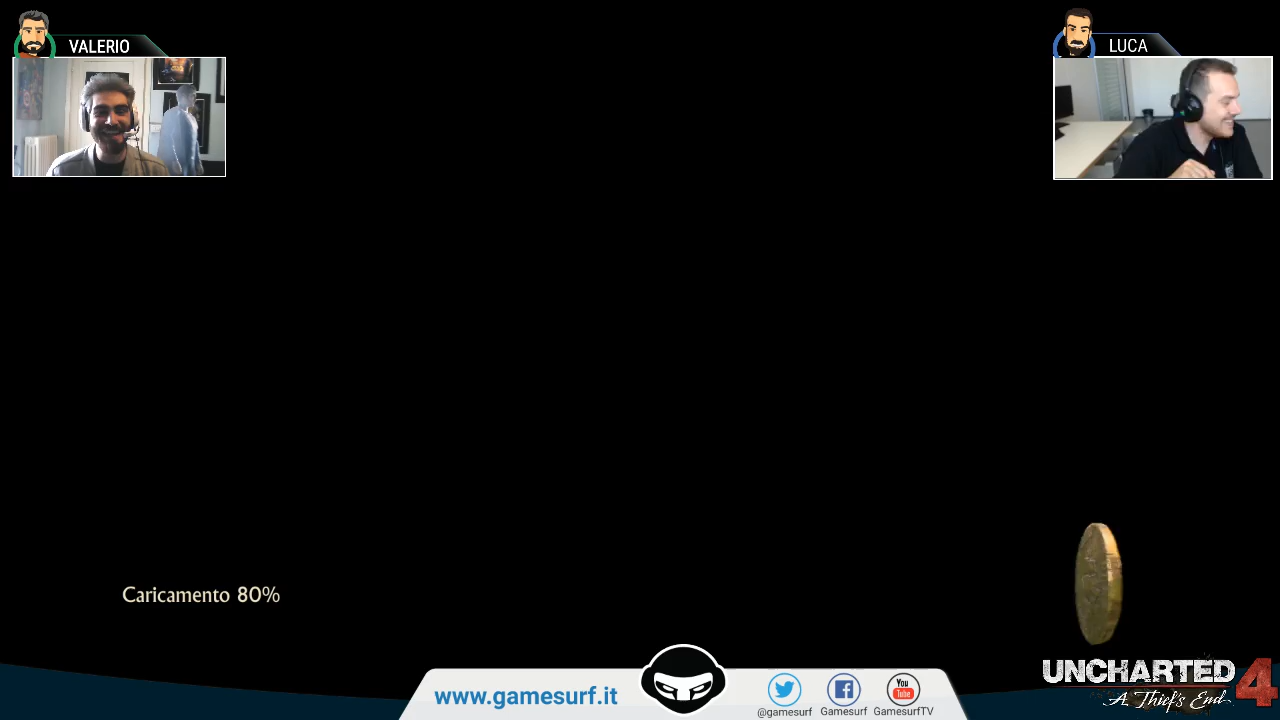 VALERIO
LUCA
Caricamento 80%
www.gamesurf.it
You
Tube
@gamesurf
Gamesurf
GamesurfTV
UNCHARTED 4
A Thief's End